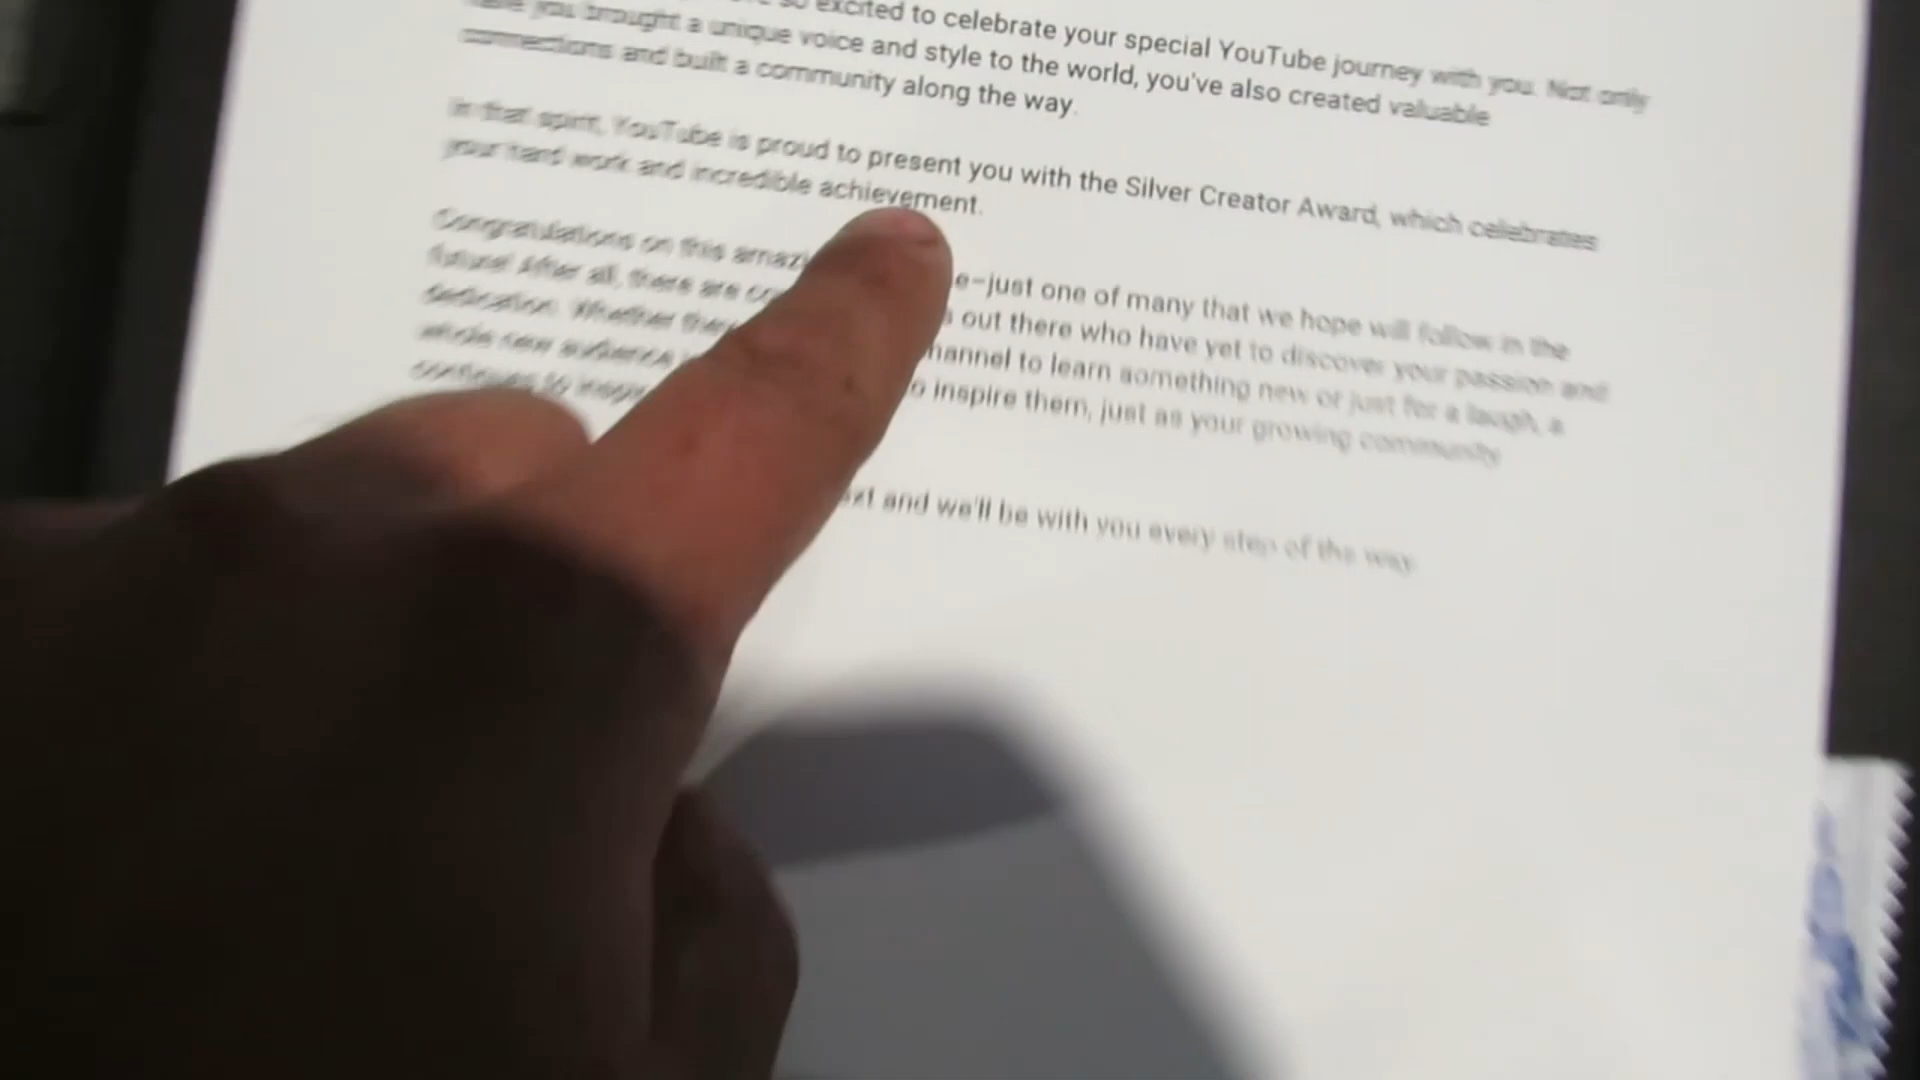 so excited to celebrate your special YouTube journey with you. Not only
have you brought a unique voice and style to the world, you've also created valuable
connections and built a community along the way.
In that spirit, YouTube is proud to present you with the Silver Creator Award, which celebrates
your hard work and incredible achievement.
Congratulations on this amazi e–just one of many that we hope will follow in the
future! After all, there are co s out there who have yet to discover your passion and
dedication. Whether they hannel to learn something new or just for a laugh, a
whole new audience o inspire them, just as your growing community
continues to inspi
xt and we'll be with you every step of the way.